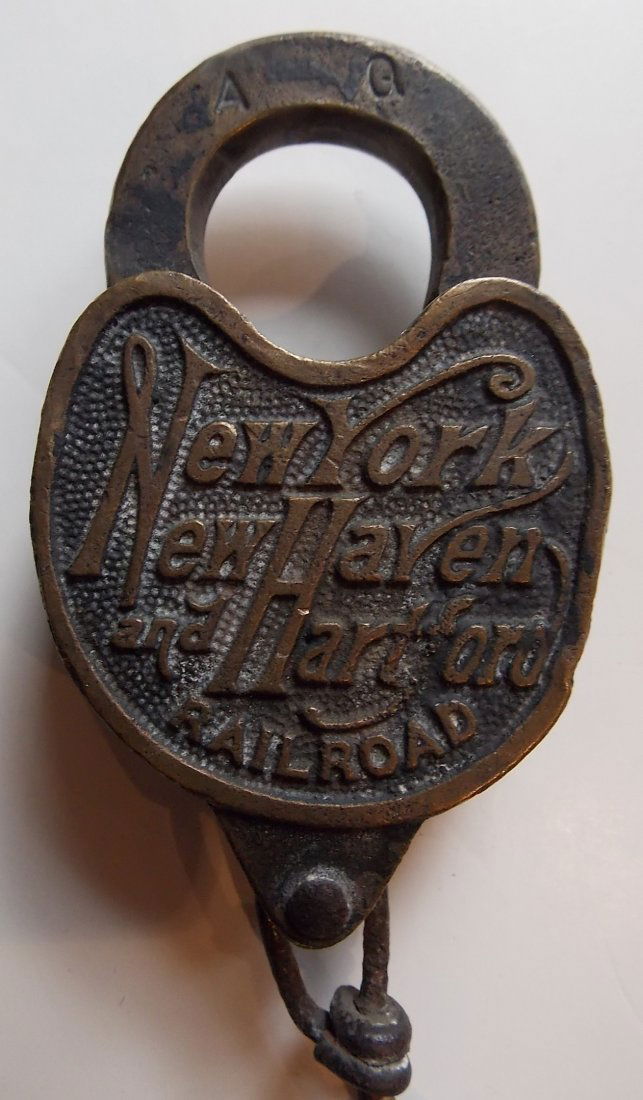 A Q
New York
New Haven
and Hartford
RAILROAD